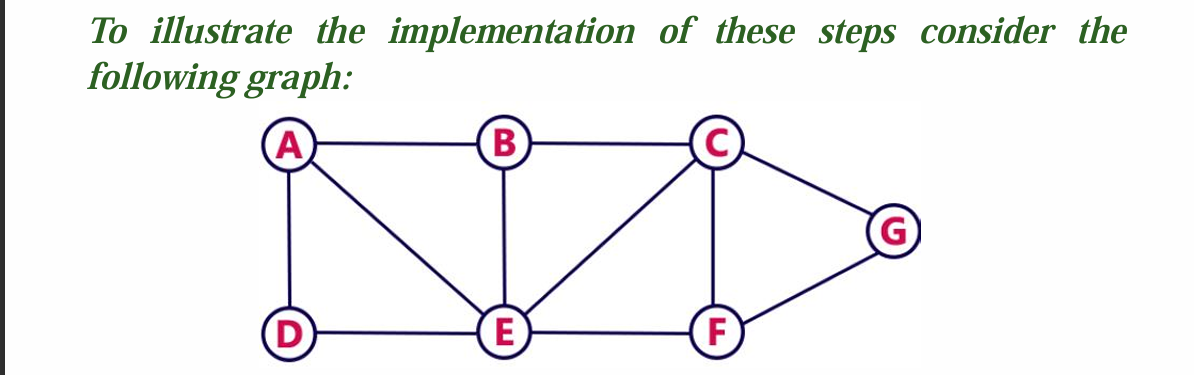 To illustrate the implementation of these steps consider the
following graph:
A B C
G
D E F